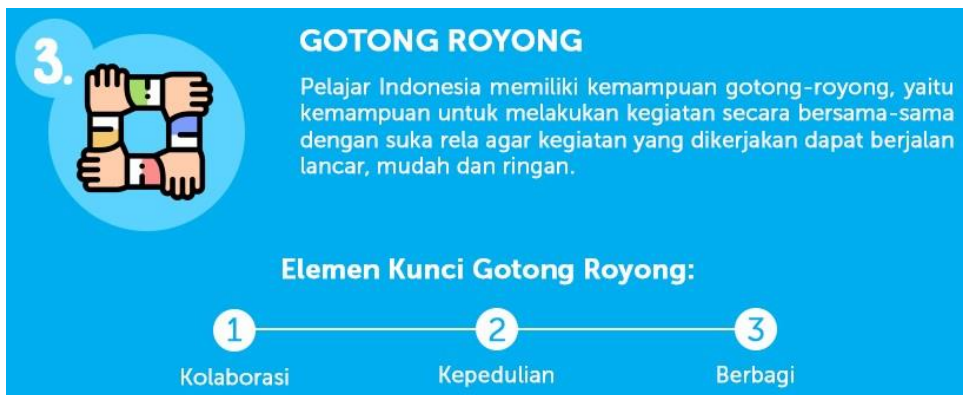 3.
GOTONG ROYONG
Pelajar Indonesia memiliki kemampuan gotong-royong, yaitu
kemampuan untuk melakukan kegiatan secara bersama-sama
dengan suka rela agar kegiatan yang dikerjakan dapat berjalan
lancar, mudah dan ringan.
Elemen Kunci Gotong Royong:
1 2 3
Kolaborasi Kepedulian Berbagi